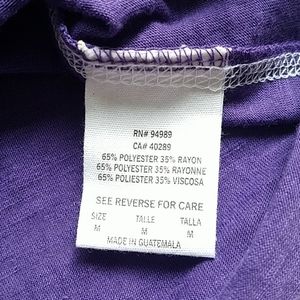 RN# 94989
CA# 40289
65% POLYESTER 35% RAYON
65% POLYESTER 35% RAYONNE
65% POLIESTER 35% VISCOSA
SEE REVERSE FOR CARE
SIZE TAILLE TALLA
M M M
MADE IN GUATEMALA